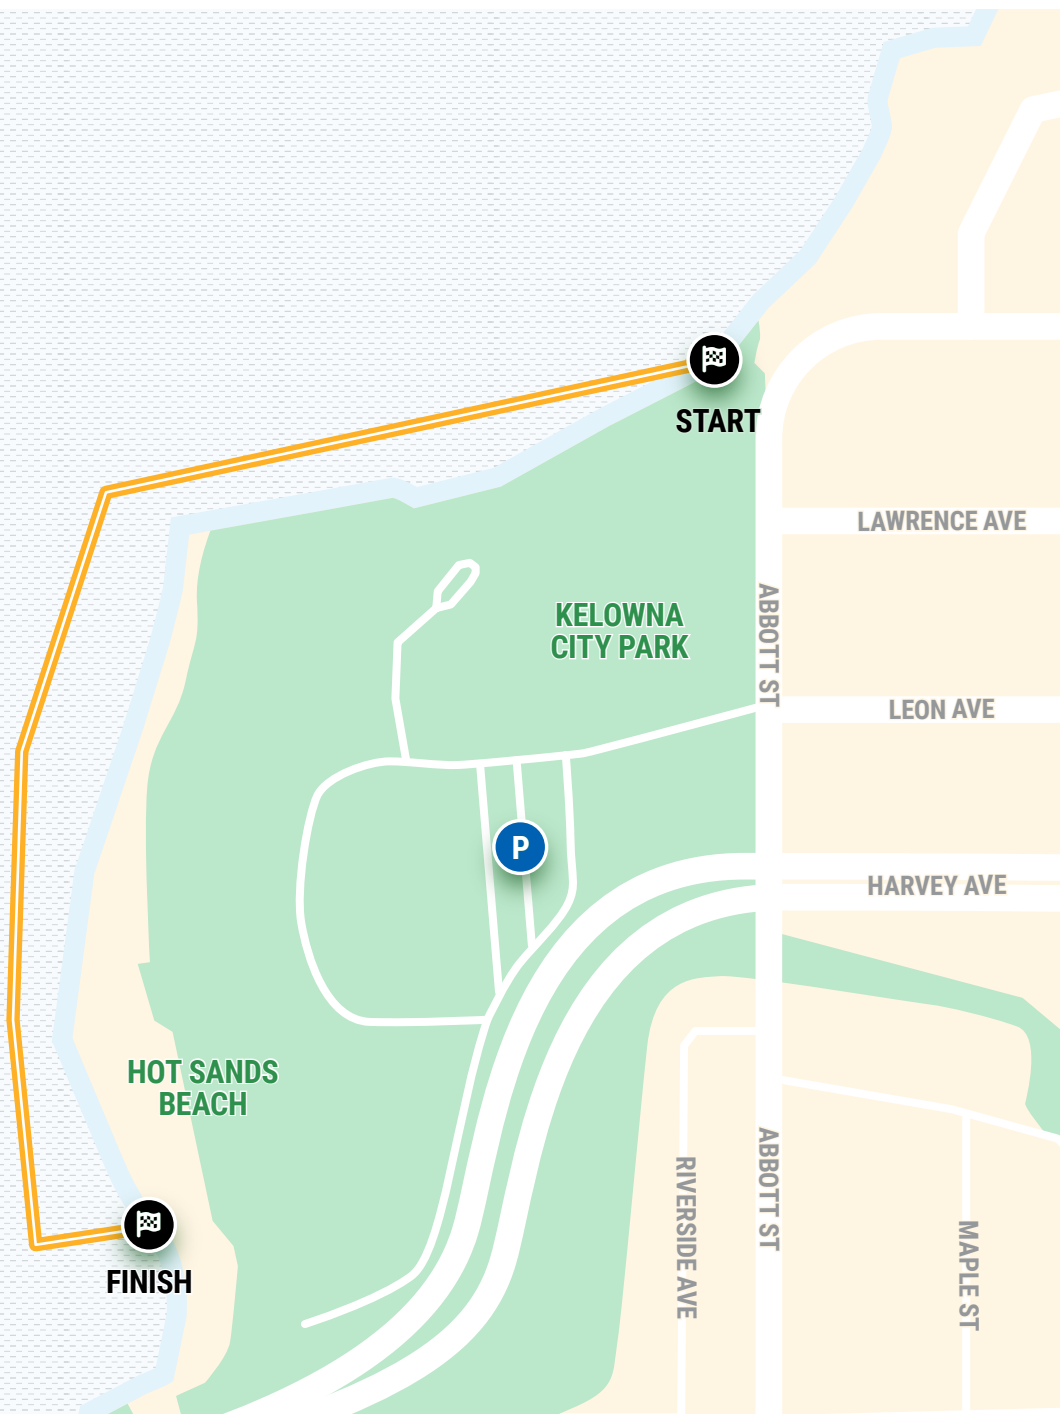 START
LAWRENCE AVE
KELOWNA
CITY PARK
ABBOTT ST
LEON AVE
P
HARVEY AVE
HOT SANDS
BEACH
ABBOTT ST
RIVERSIDE AVE
MAPLE ST
FINISH